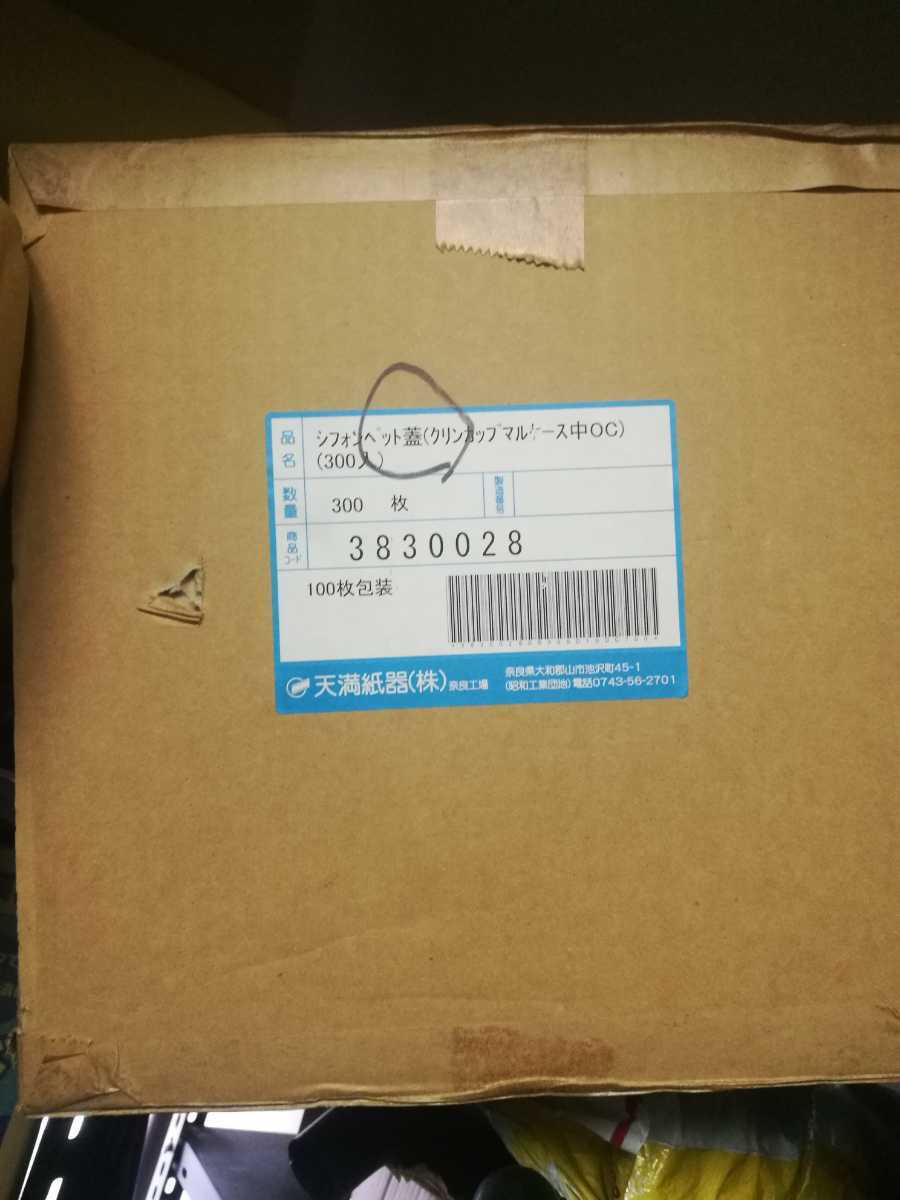 品名 シフォンペット蓋(クリンカップマルケース中OC)
(300入)
数量 300 枚
商品コード 3830028
100枚包装
天満紙器(株)奈良工場
奈良県大和郡山市池沢町45-1
(昭和工業団地)電話0743-56-2701